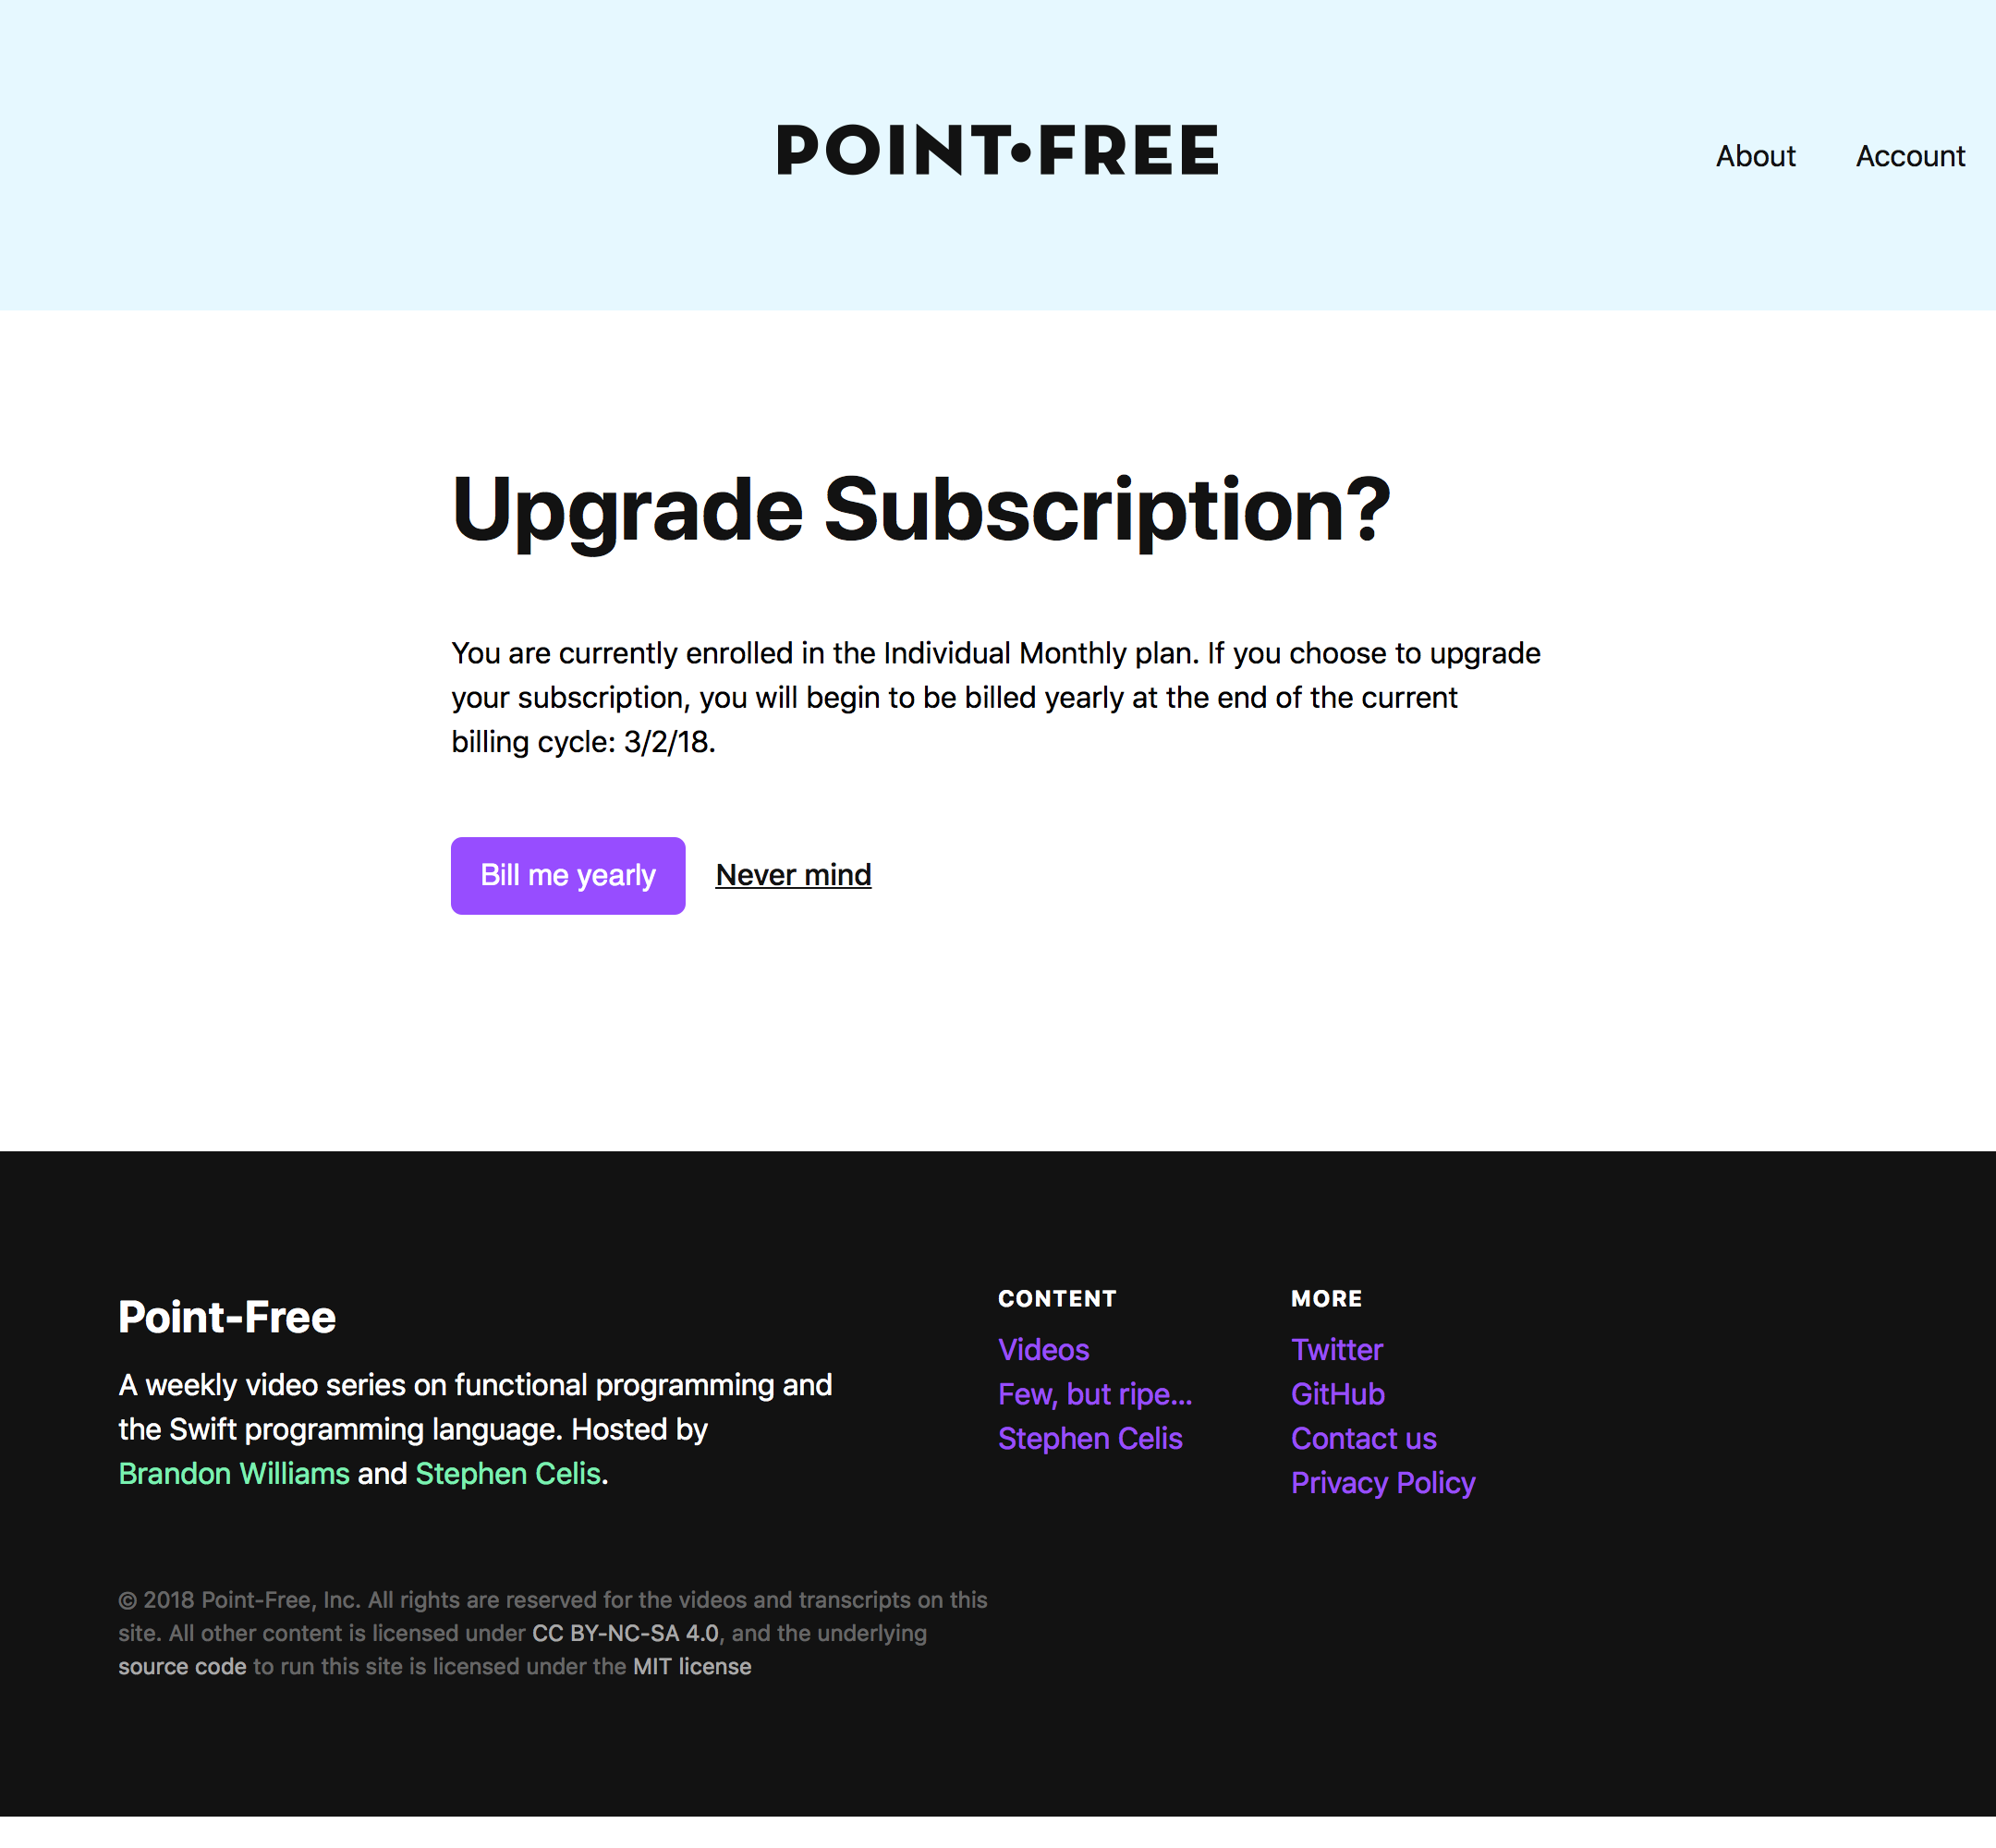 POINT•FREE
About Account
Upgrade Subscription?
You are currently enrolled in the Individual Monthly plan. If you choose to upgrade
your subscription, you will begin to be billed yearly at the end of the current
billing cycle: 3/2/18.
Bill me yearly Never mind
Point-Free
A weekly video series on functional programming and
the Swift programming language. Hosted by
Brandon Williams and Stephen Celis.
CONTENT
Videos
Few, but ripe...
Stephen Celis
MORE
Twitter
GitHub
Contact us
Privacy Policy
© 2018 Point-Free, Inc. All rights are reserved for the videos and transcripts on this
site. All other content is licensed under CC BY-NC-SA 4.0, and the underlying
source code to run this site is licensed under the MIT license